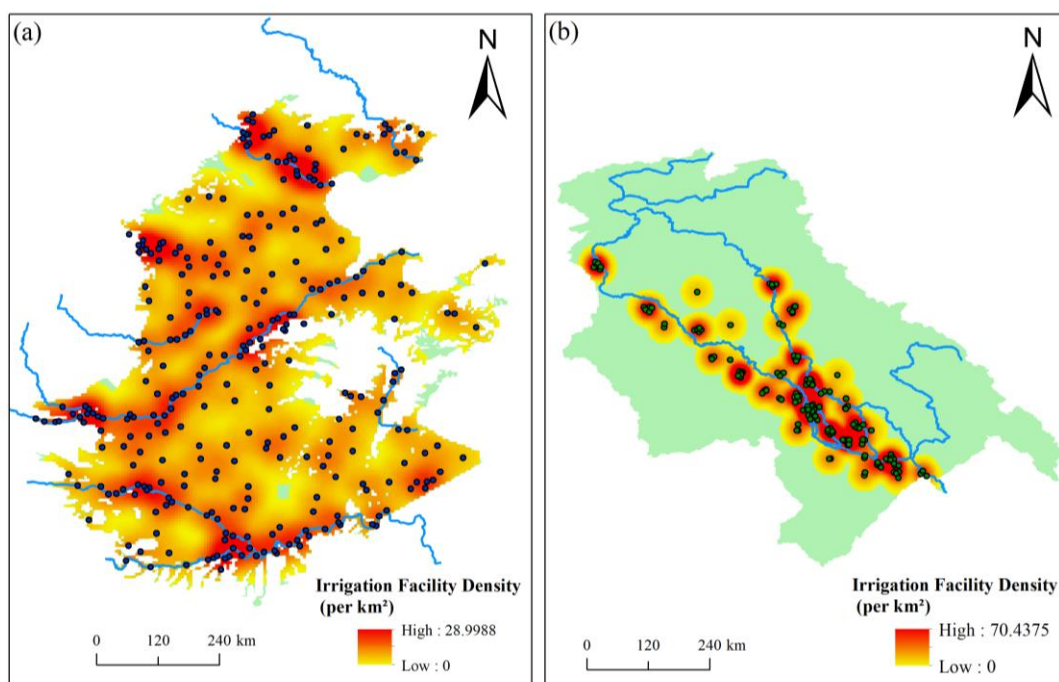 (a)
N
Irrigation Facility Density
(per km²)
High : 28.9988
Low : 0
0 120 240 km
(b)
N
Irrigation Facility Density
(per km²)
High : 70.4375
Low : 0
0 120 240 km